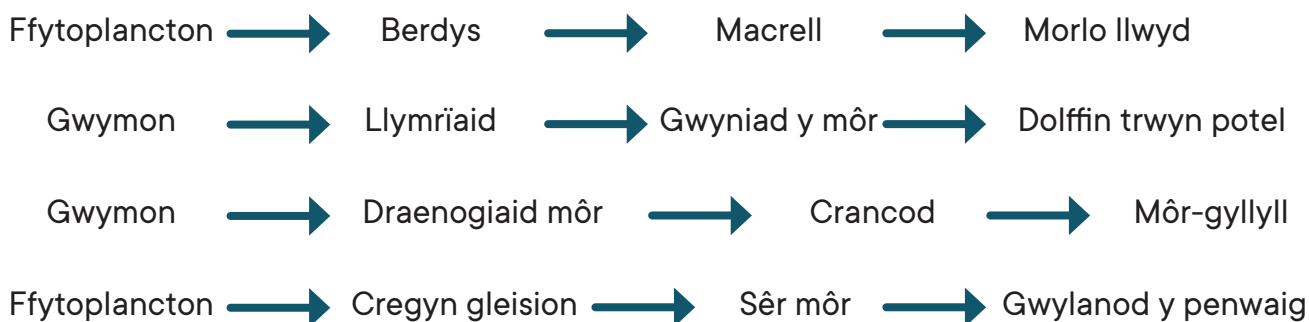 Ffytoplancton Berdys Macrell Morlo llwyd
Gwymon Llymrïaid Gwyniad y môr Dolffin trwyn potel
Gwymon Draenogiaid môr Crancod Môr-gyllyll
Ffytoplancton Cregyn gleision Sêr môr Gwylanod y penwaig